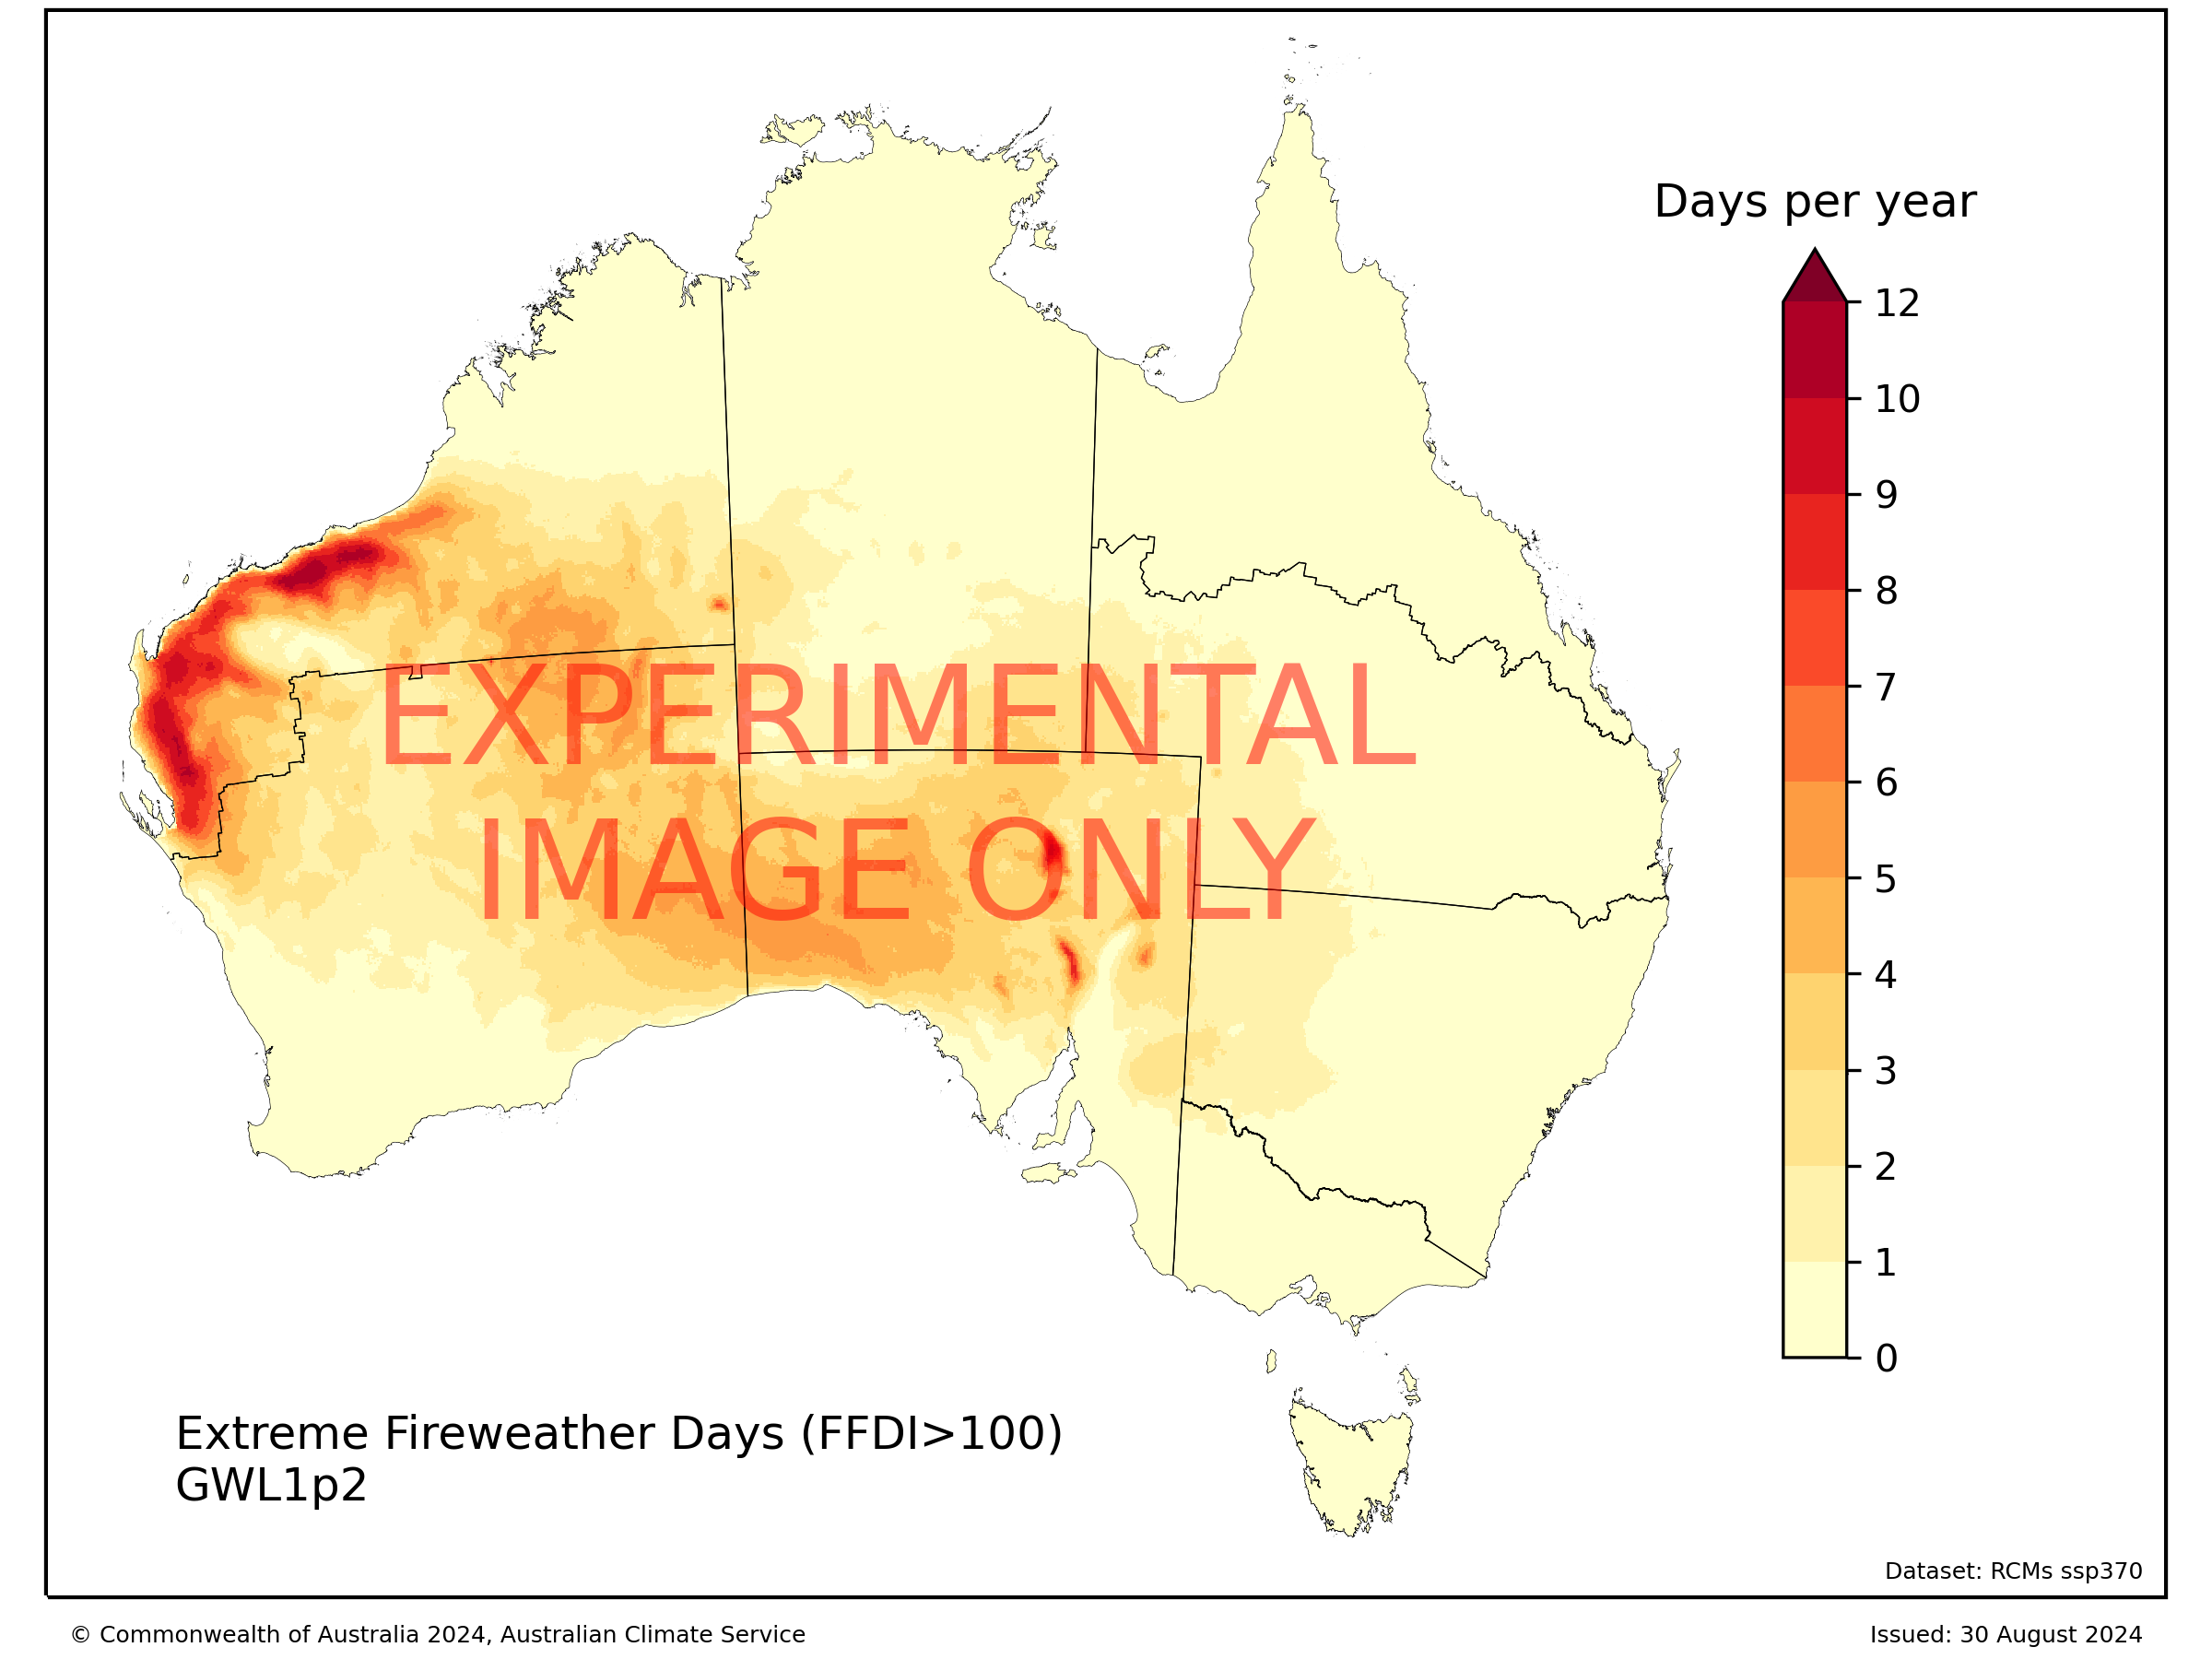 Days per year
12
10
9
8
7
6
5
4
3
2
1
0
EXPERIMENTAL
IMAGE ONLY
Extreme Fireweather Days (FFDI>100)
GWL1p2
Dataset: RCMs ssp370
© Commonwealth of Australia 2024, Australian Climate Service
Issued: 30 August 2024